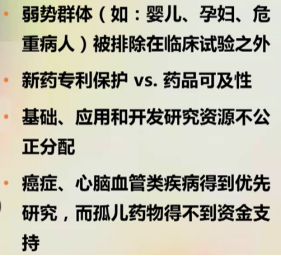 • 弱势群体（如：婴儿、孕妇、危
重病人）被排除在临床试验之外
• 新药专利保护 vs. 药品可及性
• 基础、应用和开发研究资源不公
正分配
• 癌症、心脑血管类疾病得到优先
研究，而孤儿药物得不到资金支
持